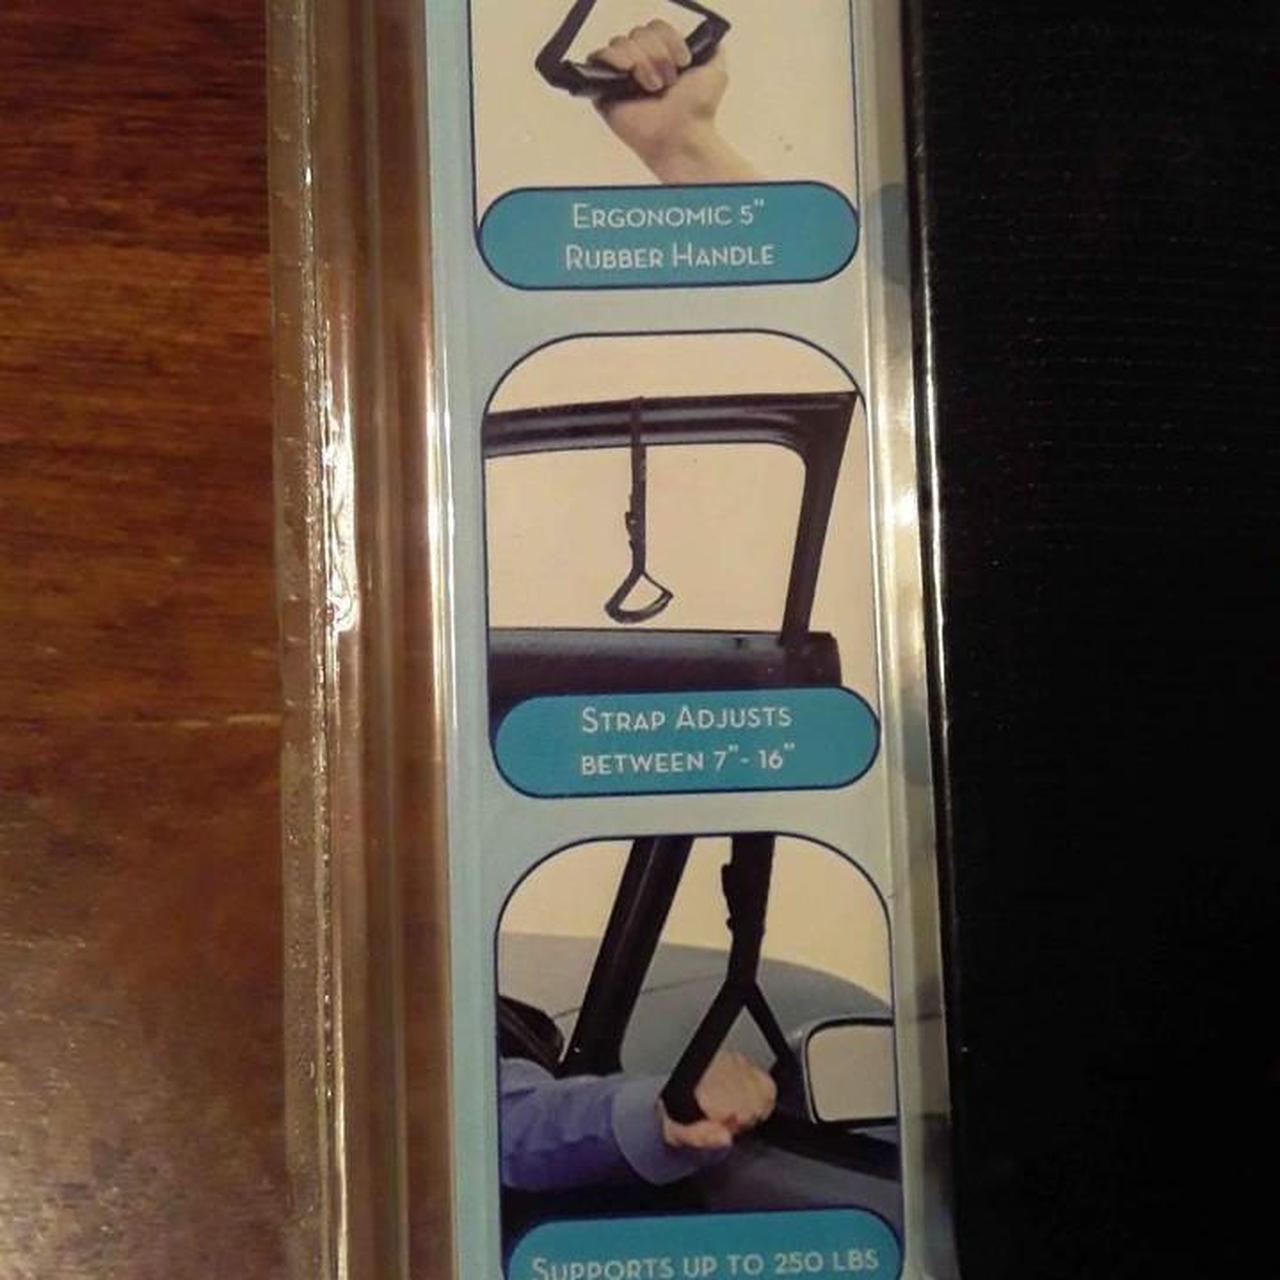 ERGONOMIC 5"
RUBBER HANDLE
STRAP ADJUSTS
BETWEEN 7"- 16"
SUPPORTS UP TO 250 LBS